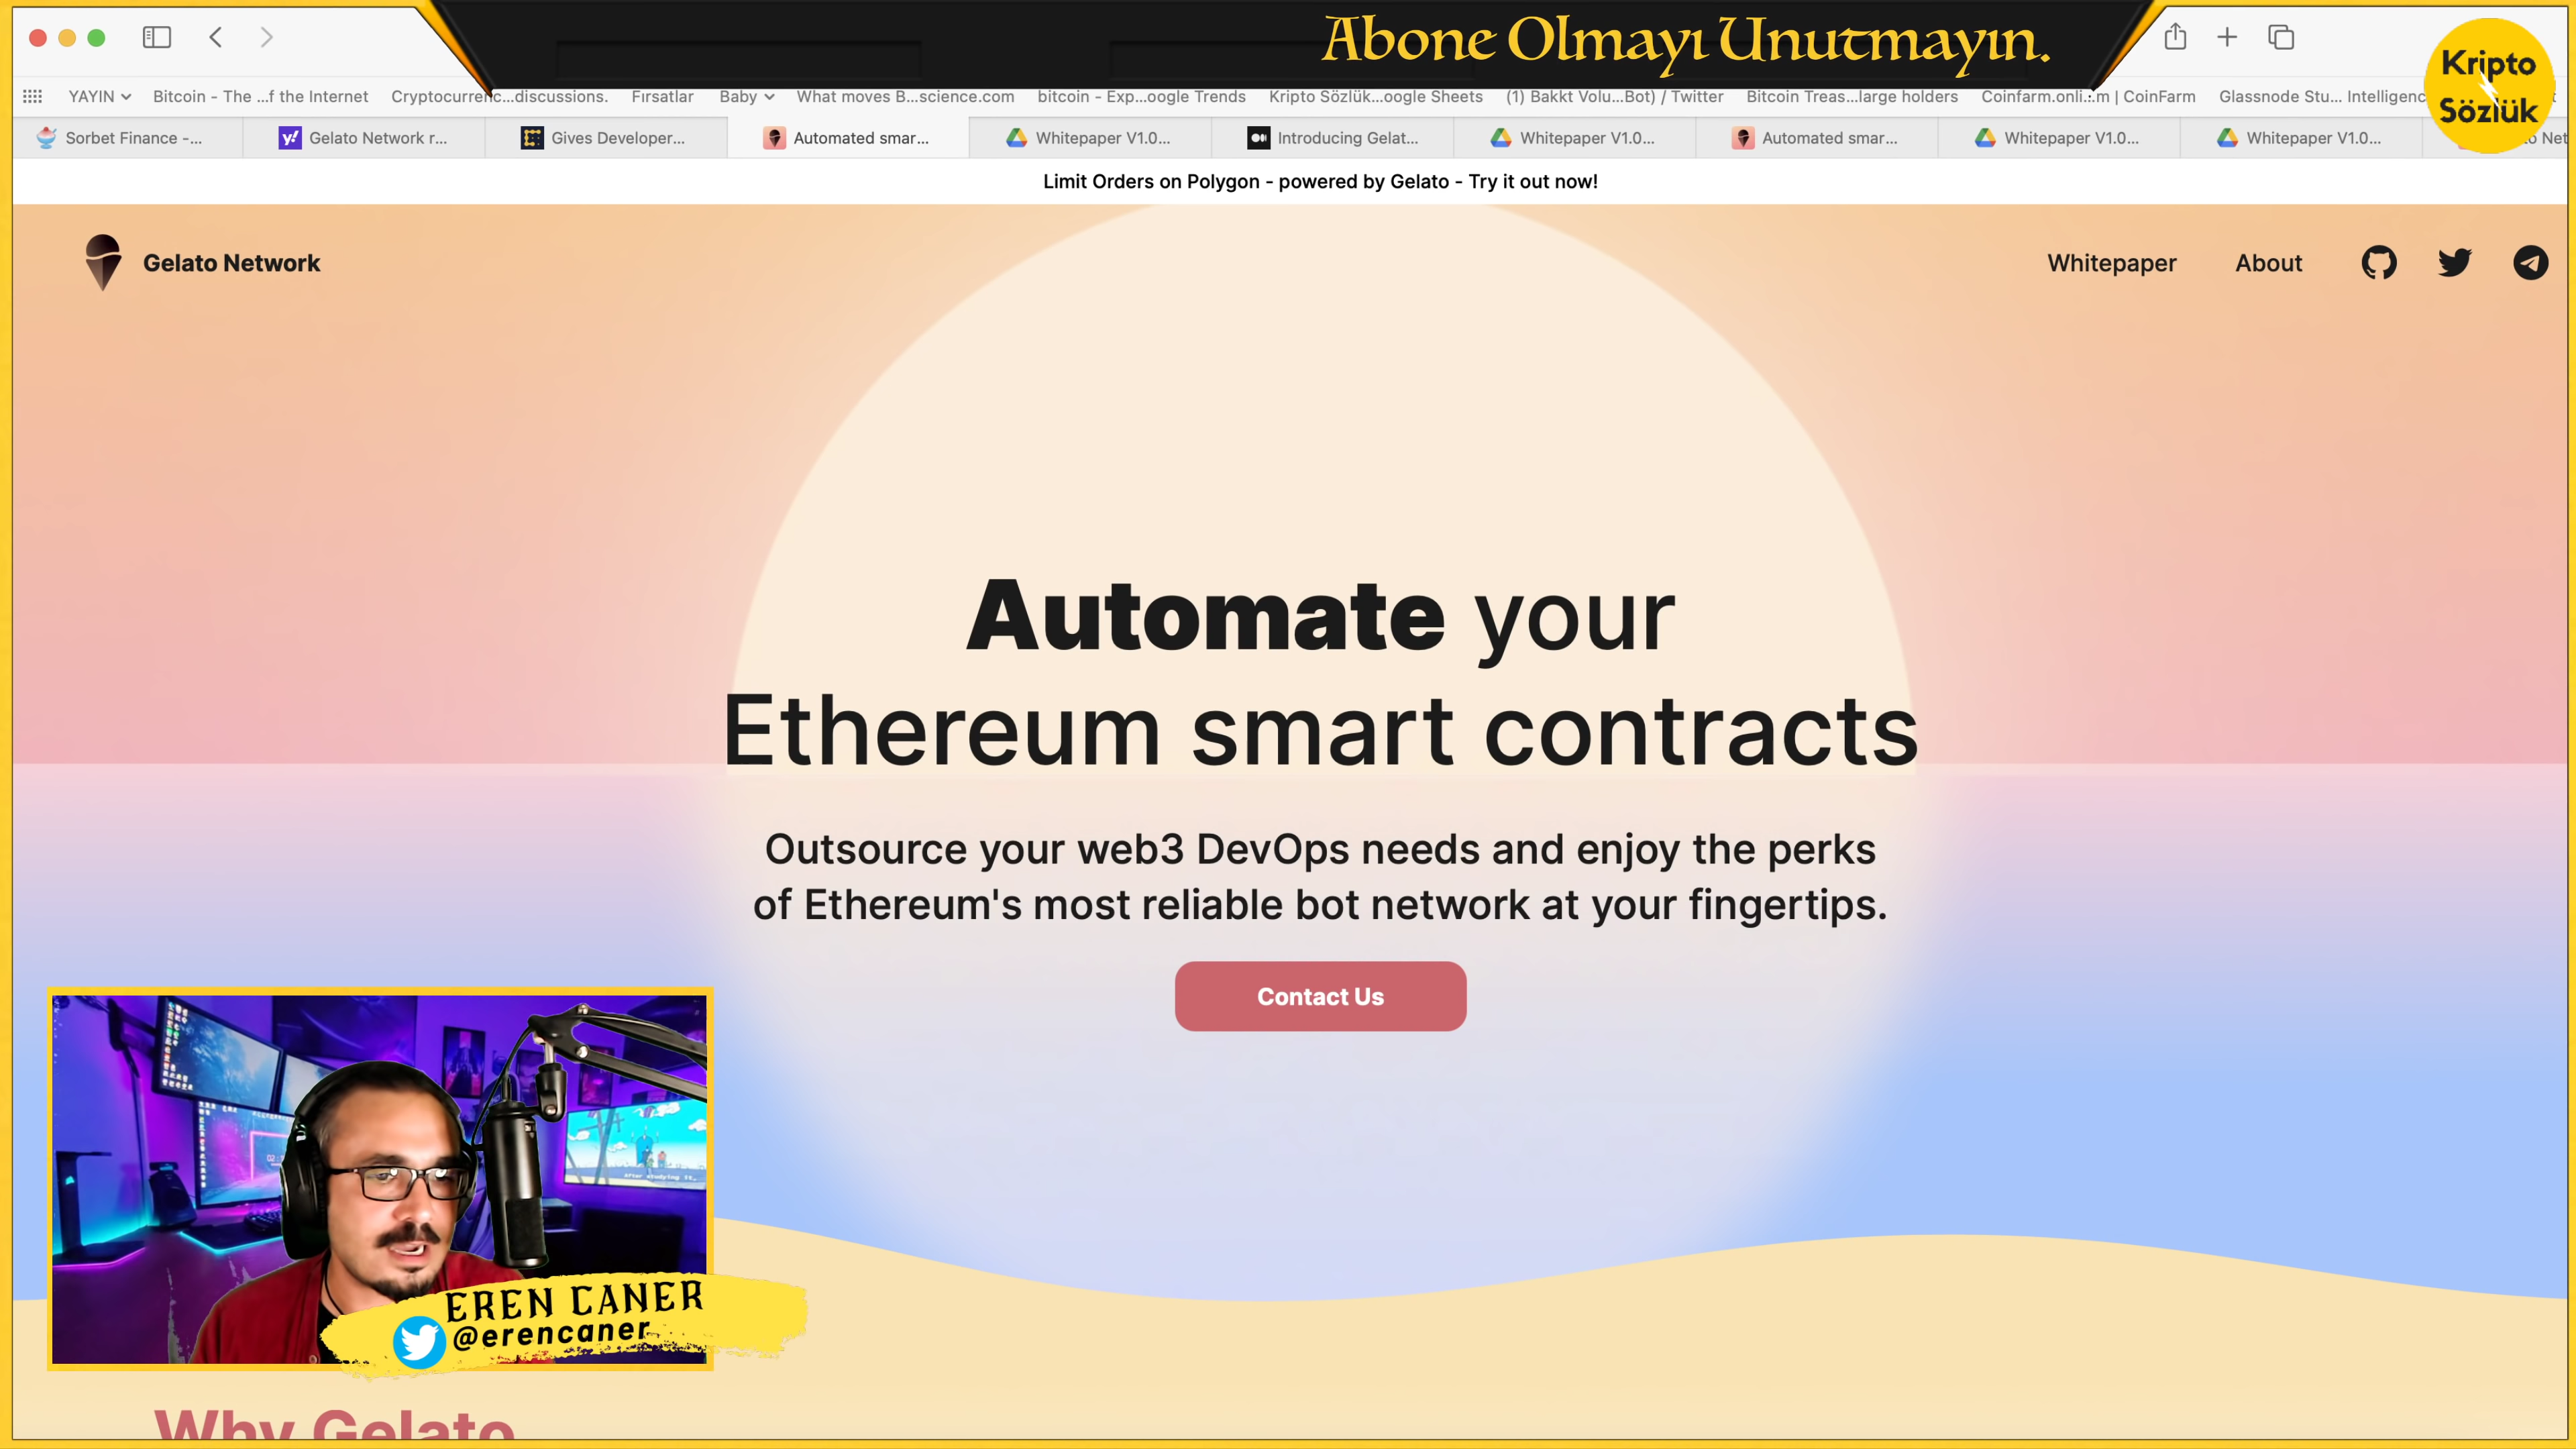 Abone Olmayı Unutmayın.
Kripto
Sözlük
YAYIN
Bitcoin - The ...f the Internet
Cryptocurrenc...discussions.
Fırsatlar
Baby
What moves B...science.com
bitcoin - Exp...oogle Trends
Kripto Sözlük...oogle Sheets
(1) Bakkt Volu...Bot) / Twitter
Bitcoin Treas...large holders
Coinfarm.onli...m | CoinFarm
Glassnode Stu...
Sorbet Finance -...
Gelato Network r...
Gives Developer...
Automated smar...
Whitepaper V1.0...
Introducing Gelat...
Whitepaper V1.0...
Automated smar...
Whitepaper V1.0...
Whitepaper V1.0...
Limit Orders on Polygon - powered by Gelato - Try it out now!
Gelato Network
Whitepaper
About
Automate your
Ethereum smart contracts
Outsource your web3 DevOps needs and enjoy the perks
of Ethereum's most reliable bot network at your fingertips.
Contact Us
After studying it,
EREN CANER
@erencaner
Why Gelato